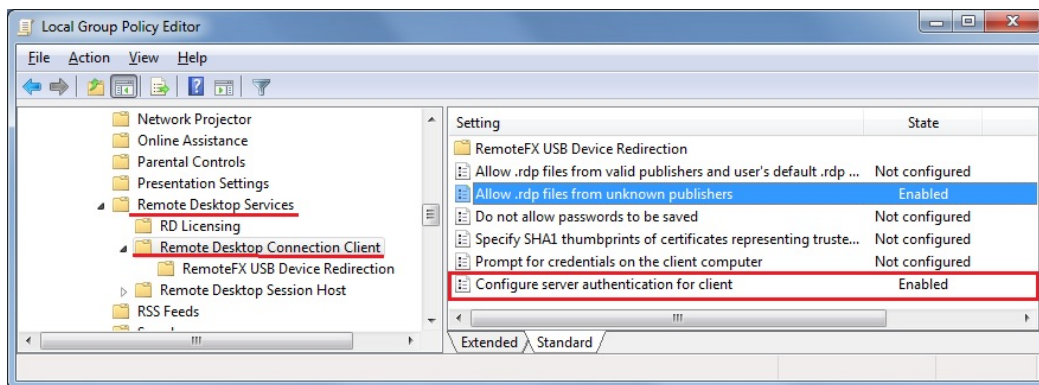 Local Group Policy Editor
File Action View Help
Network Projector
Online Assistance
Parental Controls
Presentation Settings
Remote Desktop Services
RD Licensing
Remote Desktop Connection Client
RemoteFX USB Device Redirection
Remote Desktop Session Host
RSS Feeds
Setting State
RemoteFX USB Device Redirection
Allow .rdp files from valid publishers and user's default .rdp ... Not configured
Allow .rdp files from unknown publishers Enabled
Do not allow passwords to be saved Not configured
Specify SHA1 thumbprints of certificates representing truste... Not configured
Prompt for credentials on the client computer Not configured
Configure server authentication for client Enabled
Extended Standard